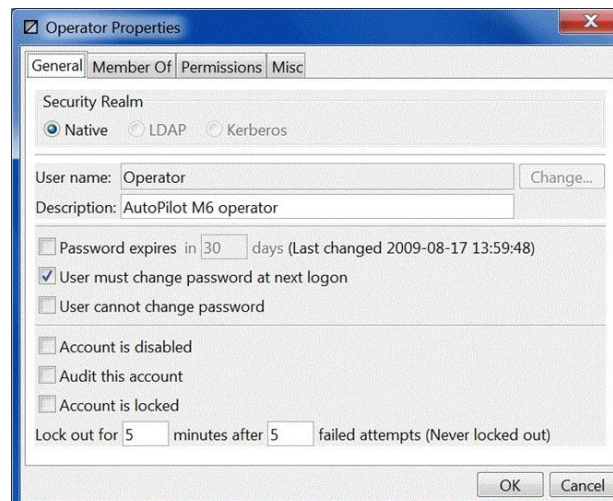 Operator Properties
General Member Of Permissions Misc
Security Realm
Native LDAP Kerberos
User name: Operator Change...
Description: AutoPilot M6 operator
Password expires in 30 days (Last changed 2009-08-17 13:59:48)
User must change password at next logon
User cannot change password
Account is disabled
Audit this account
Account is locked
Lock out for 5 minutes after 5 failed attempts (Never locked out)
OK Cancel